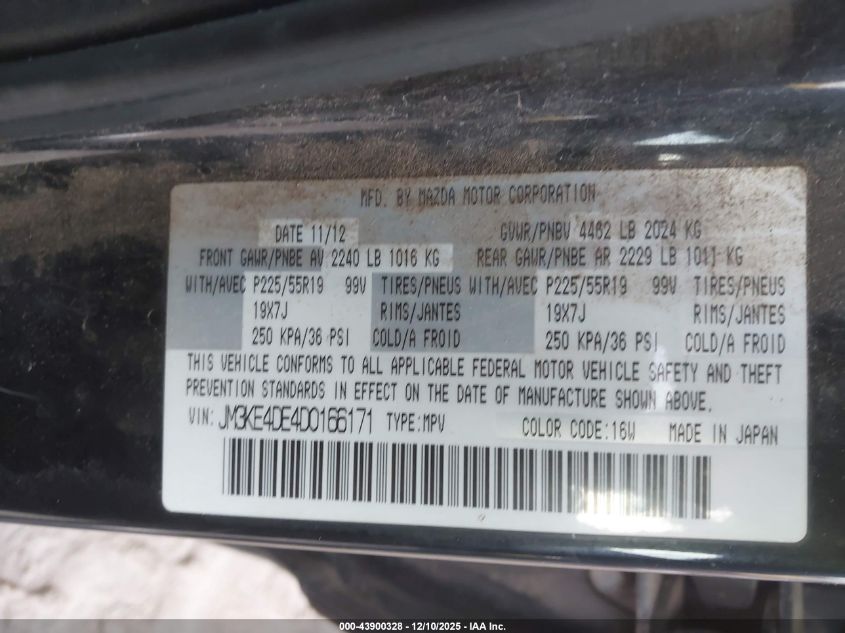 MFD. BY MAZDA MOTOR CORPORATION
DATE 11/12 GVWR/PNBV 4462 LB 2024 KG
FRONT GAWR/PNBE AV 2240 LB 1016 KG REAR GAWR/PNBE AR 2229 LB 1011 KG
WITH/AVEC P225/55R19 99V TIRES/PNEUS WITH/AVEC P225/55R19 99V TIRES/PNEUS
19X7J RIMS/JANTES 19X7J RIMS/JANTES
250 KPA/36 PSI COLD/A FROID 250 KPA/36 PSI COLD/A FROID
THIS VEHICLE CONFORMS TO ALL APPLICABLE FEDERAL MOTOR VEHICLE SAFETY AND THEFT
PREVENTION STANDARDS IN EFFECT ON THE DATE OF MANUFACTURE SHOWN ABOVE.
VIN: JM3KE4DE4D0166171 TYPE:MPV COLOR CODE:16W MADE IN JAPAN
000-43900328 - 12/10/2025 - IAA Inc.